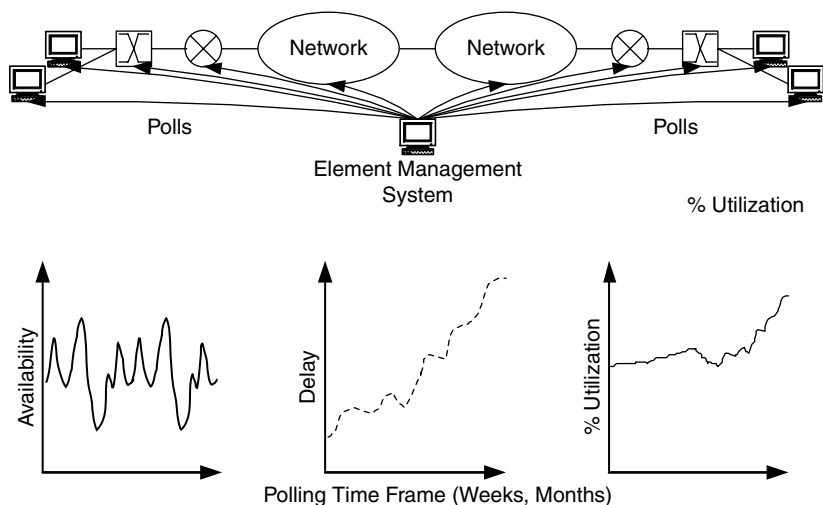 Network
Network
Polls
Polls
Element Management
System
% Utilization
Availability
Delay
% Utilization
Polling Time Frame (Weeks, Months)